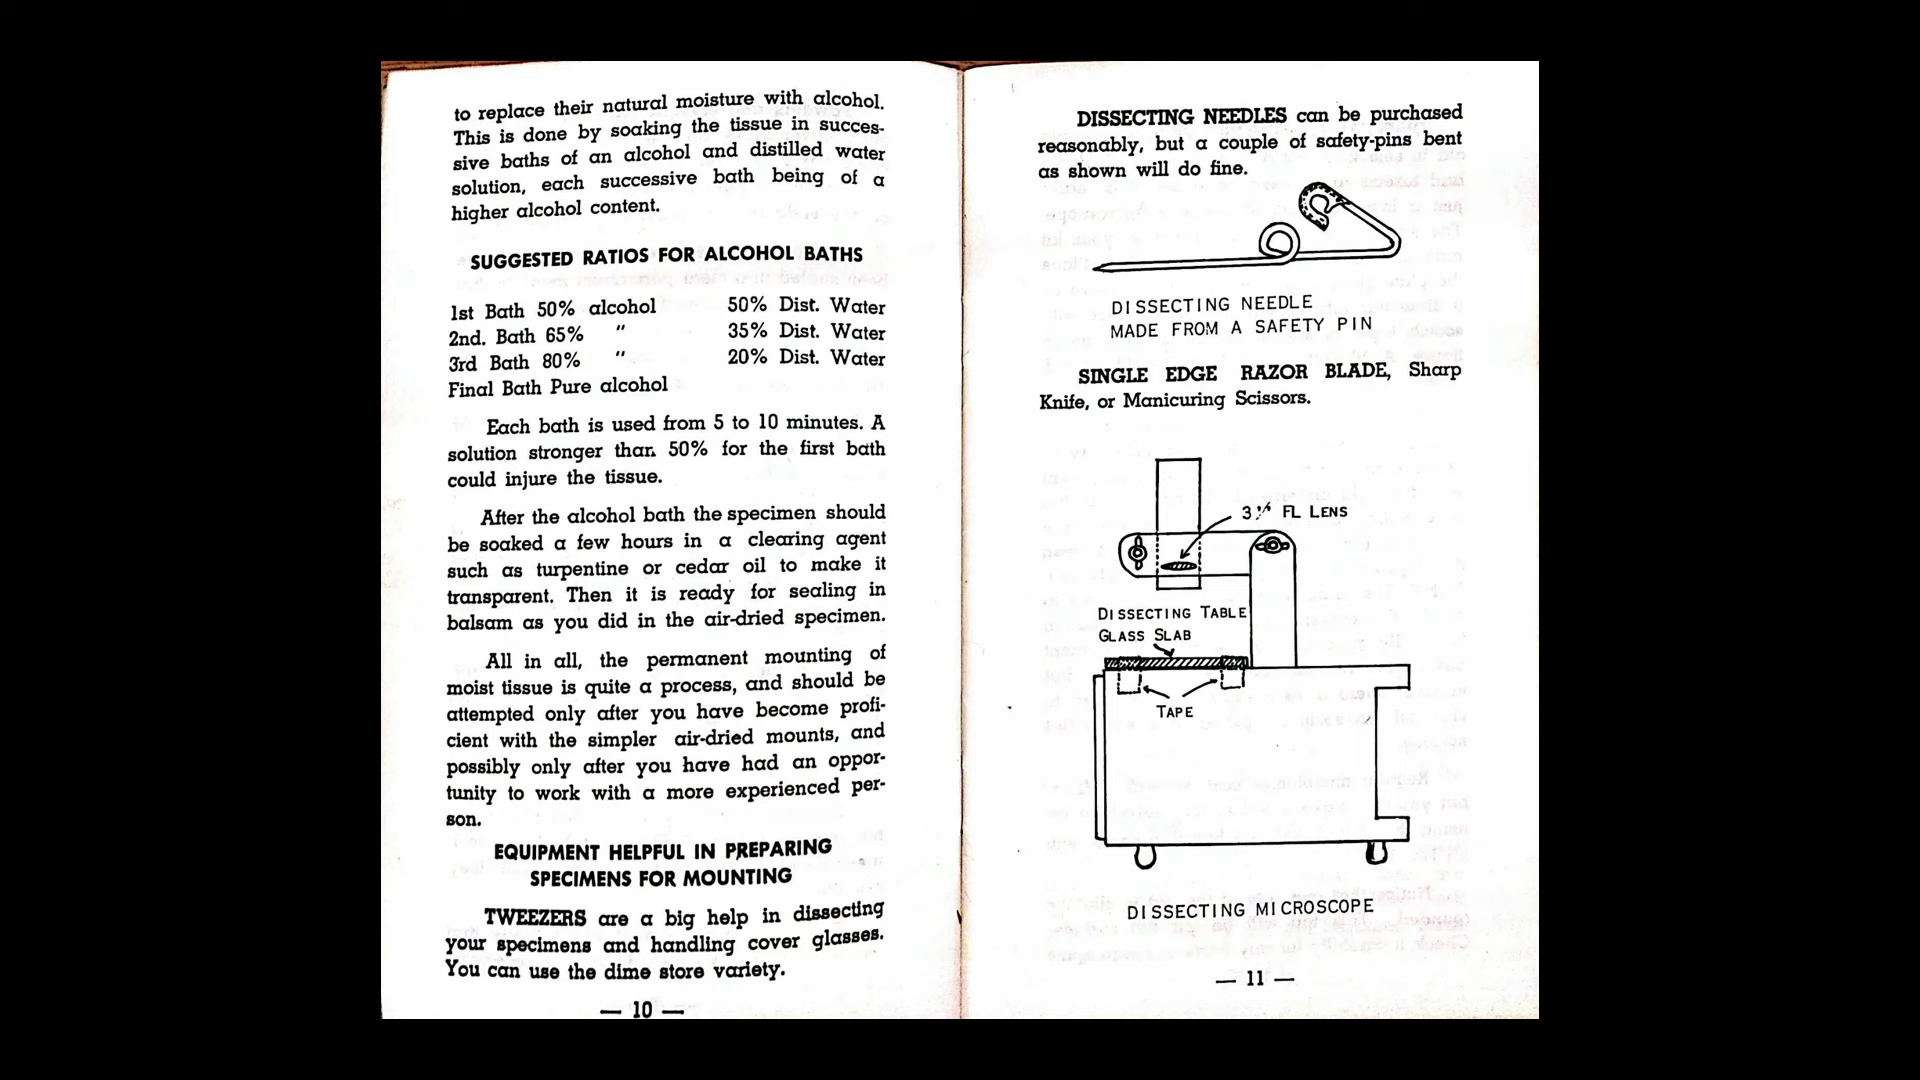 to replace their natural moisture with alcohol.
This is done by soaking the tissue in succes-
sive baths of an alcohol and distilled water
solution, each successive bath being of a
higher alcohol content.
SUGGESTED RATIOS FOR ALCOHOL BATHS
1st Bath 50% alcohol 50% Dist. Water
2nd. Bath 65% " 35% Dist. Water
3rd Bath 80% " 20% Dist. Water
Final Bath Pure alcohol
Each bath is used from 5 to 10 minutes. A
solution stronger than 50% for the first bath
could injure the tissue.
After the alcohol bath the specimen should
be soaked a few hours in a clearing agent
such as turpentine or cedar oil to make it
transparent. Then it is ready for sealing in
balsam as you did in the air-dried specimen.
All in all, the permanent mounting of
moist tissue is quite a process, and should be
attempted only after you have become profi-
cient with the simpler air-dried mounts, and
possibly only after you have had an oppor-
tunity to work with a more experienced per-
son.
EQUIPMENT HELPFUL IN PREPARING
SPECIMENS FOR MOUNTING
TWEEZERS are a big help in dissecting
your specimens and handling cover glasses.
You can use the dime store variety.
— 10 —
DISSECTING NEEDLES can be purchased
reasonably, but a couple of safety-pins bent
as shown will do fine.
DISSECTING NEEDLE
MADE FROM A SAFETY PIN
SINGLE EDGE RAZOR BLADE, Sharp
Knife, or Manicuring Scissors.
FL LENS
DISSECTING TABLE
GLASS SLAB
TAPE
DISSECTING MICROSCOPE
— 11 —